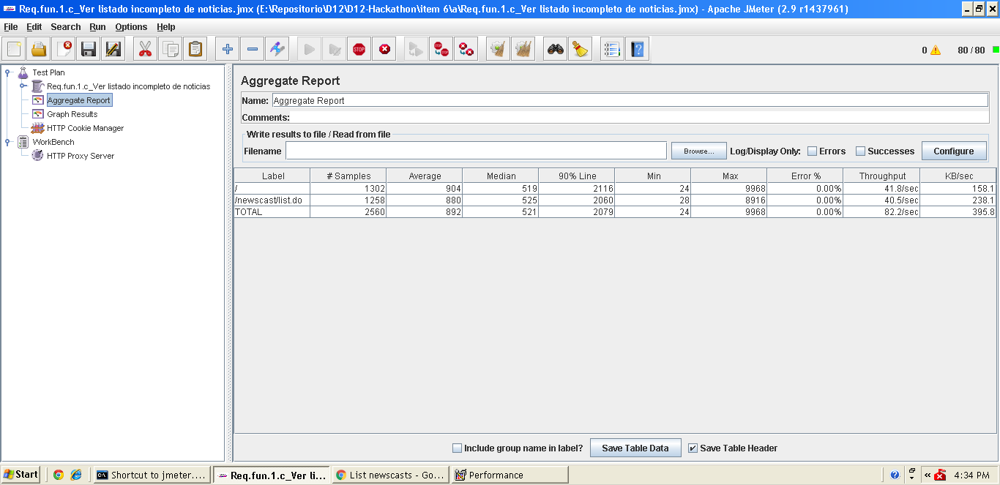 Req.fun.1.c_Ver listado incompleto de noticias.jmx (E:\Repositorio\D12\D12-Hackathon\item 6\a\Req.fun.1.c_Ver listado incompleto de noticias.jmx) - Apache JMeter (2.9 r1437961)
File Edit Search Run Options Help
STOP
0 80 / 80
Test Plan
Req.fun.1.c_Ver listado incompleto de noticias
Aggregate Report
Graph Results
HTTP Cookie Manager
WorkBench
HTTP Proxy Server
Aggregate Report
Name: Aggregate Report
Comments:
Write results to file / Read from file
Filename Browse... Log/Display Only: Errors Successes Configure
Label # Samples Average Median 90% Line Min Max Error % Throughput KB/sec
/ 1302 904 519 2116 24 9968 0.00% 41.8/sec 158.1
/newscast/list.do 1258 880 525 2060 28 8916 0.00% 40.5/sec 238.1
TOTAL 2560 892 521 2079 24 9968 0.00% 82.2/sec 395.8
Include group name in label? Save Table Data Save Table Header
Start Shortcut to jmeter.... Req.fun.1.c_Ver li... List newscasts - Go... Performance 4:34 PM